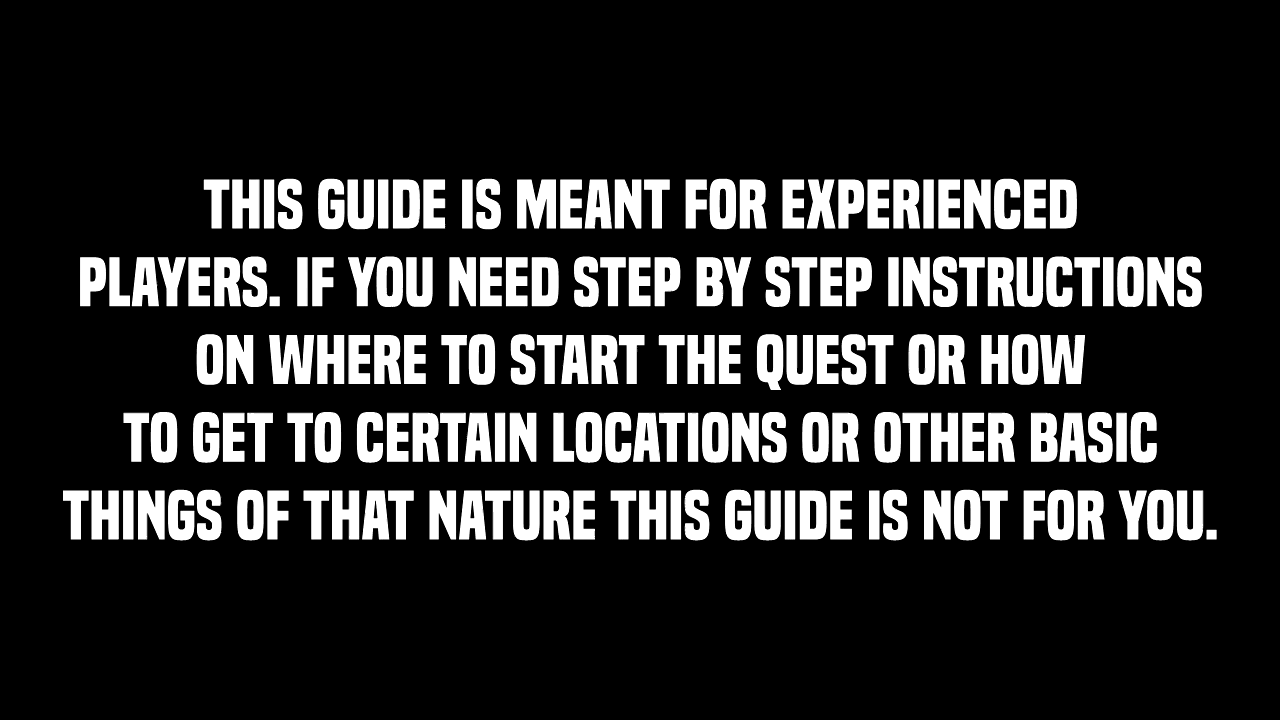 THIS GUIDE IS MEANT FOR EXPERIENCED
PLAYERS. IF YOU NEED STEP BY STEP INSTRUCTIONS
ON WHERE TO START THE QUEST OR HOW
TO GET TO CERTAIN LOCATIONS OR OTHER BASIC
THINGS OF THAT NATURE THIS GUIDE IS NOT FOR YOU.